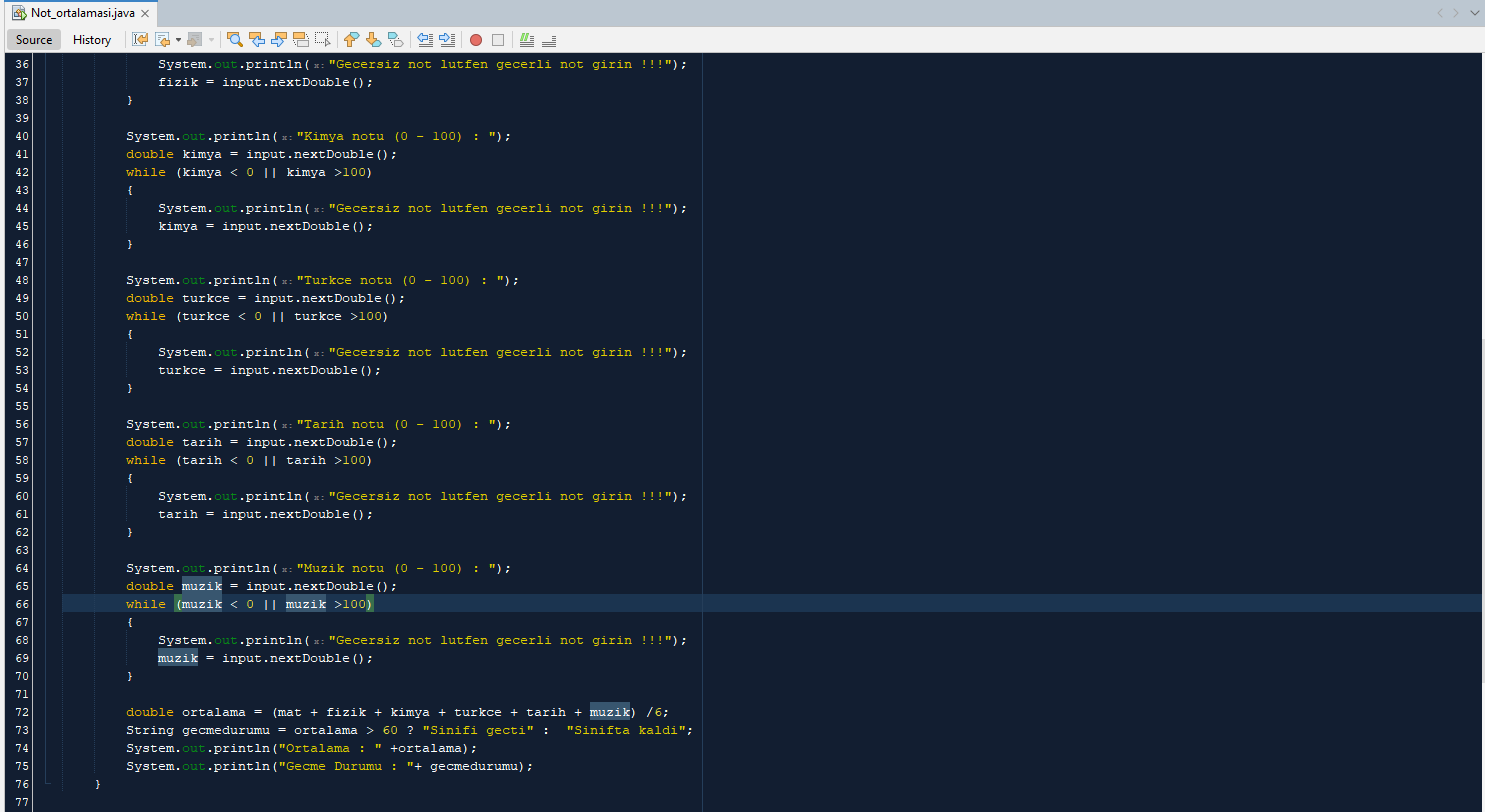 Not_ortalamasi.java
Source History
36 System.out.println(x:"Gecersiz not lutfen gecerli not girin !!!");
37 fizik = input.nextDouble();
38 }
39
40 System.out.println(x:"Kimya notu (0 - 100) : ");
41 double kimya = input.nextDouble();
42 while (kimya < 0 || kimya >100)
43 {
44 System.out.println(x:"Gecersiz not lutfen gecerli not girin !!!");
45 kimya = input.nextDouble();
46 }
47
48 System.out.println(x:"Turkce notu (0 - 100) : ");
49 double turkce = input.nextDouble();
50 while (turkce < 0 || turkce >100)
51 {
52 System.out.println(x:"Gecersiz not lutfen gecerli not girin !!!");
53 turkce = input.nextDouble();
54 }
55
56 System.out.println(x:"Tarih notu (0 - 100) : ");
57 double tarih = input.nextDouble();
58 while (tarih < 0 || tarih >100)
59 {
60 System.out.println(x:"Gecersiz not lutfen gecerli not girin !!!");
61 tarih = input.nextDouble();
62 }
63
64 System.out.println(x:"Muzik notu (0 - 100) : ");
65 double muzik = input.nextDouble();
66 while (muzik < 0 || muzik >100)
67 {
68 System.out.println(x:"Gecersiz not lutfen gecerli not girin !!!");
69 muzik = input.nextDouble();
70 }
71
72 double ortalama = (mat + fizik + kimya + turkce + tarih + muzik) /6;
73 String gecmedurumu = ortalama > 60 ? "Sinifi gecti" :  "Sinifta kaldi";
74 System.out.println("Ortalama : " +ortalama);
75 System.out.println("Gecme Durumu : "+ gecmedurumu);
76 }
77